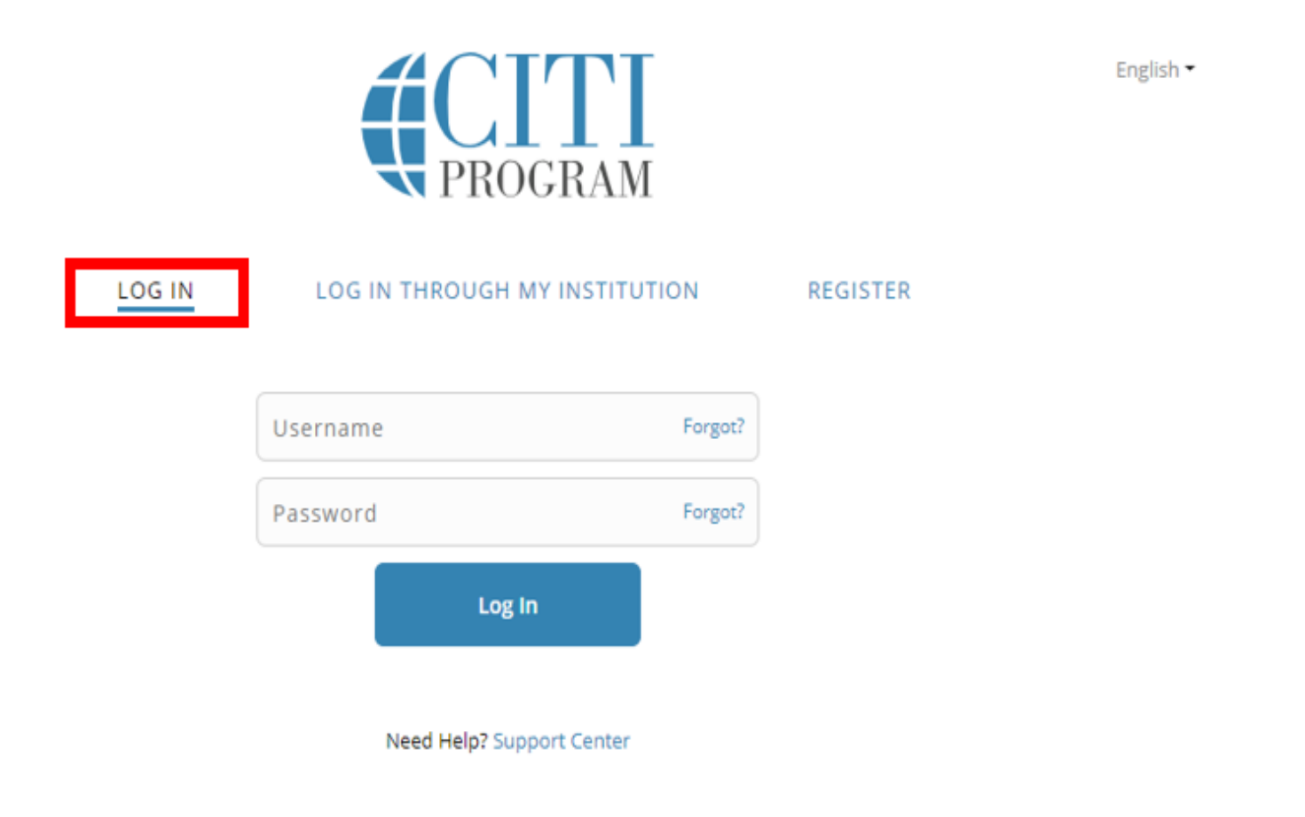 CITI
PROGRAM
English
LOG IN LOG IN THROUGH MY INSTITUTION REGISTER
Username Forgot?
Password Forgot?
Log In
Need Help? Support Center